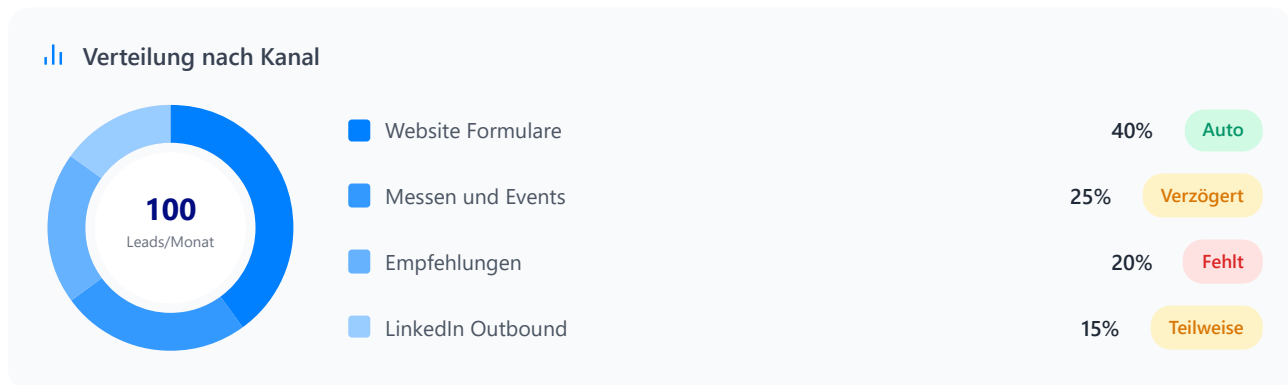 Verteilung nach Kanal
100
Leads/Monat
Website Formulare 40% Auto
Messen und Events 25% Verzögert
Empfehlungen 20% Fehlt
LinkedIn Outbound 15% Teilweise